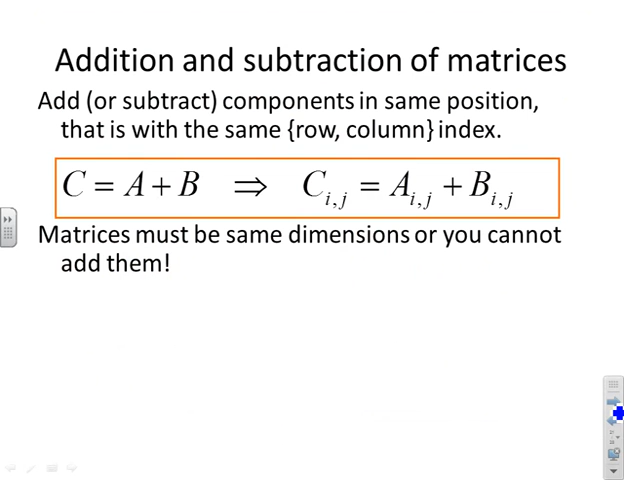 Addition and subtraction of matrices
Add (or subtract) components in same position,
that is with the same {row, column} index.
C = A + B ⇒ C_{i,j} = A_{i,j} + B_{i,j}
Matrices must be same dimensions or you cannot
add them!